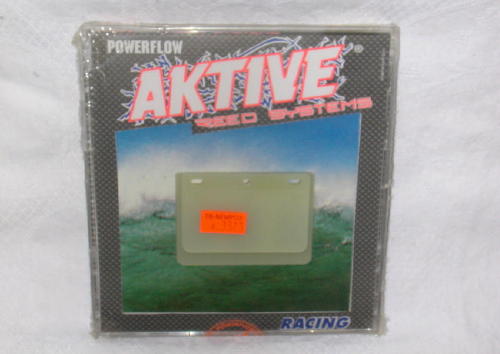 POWERFLOW
AKTIVE®
REED SYSTEMS
RACING